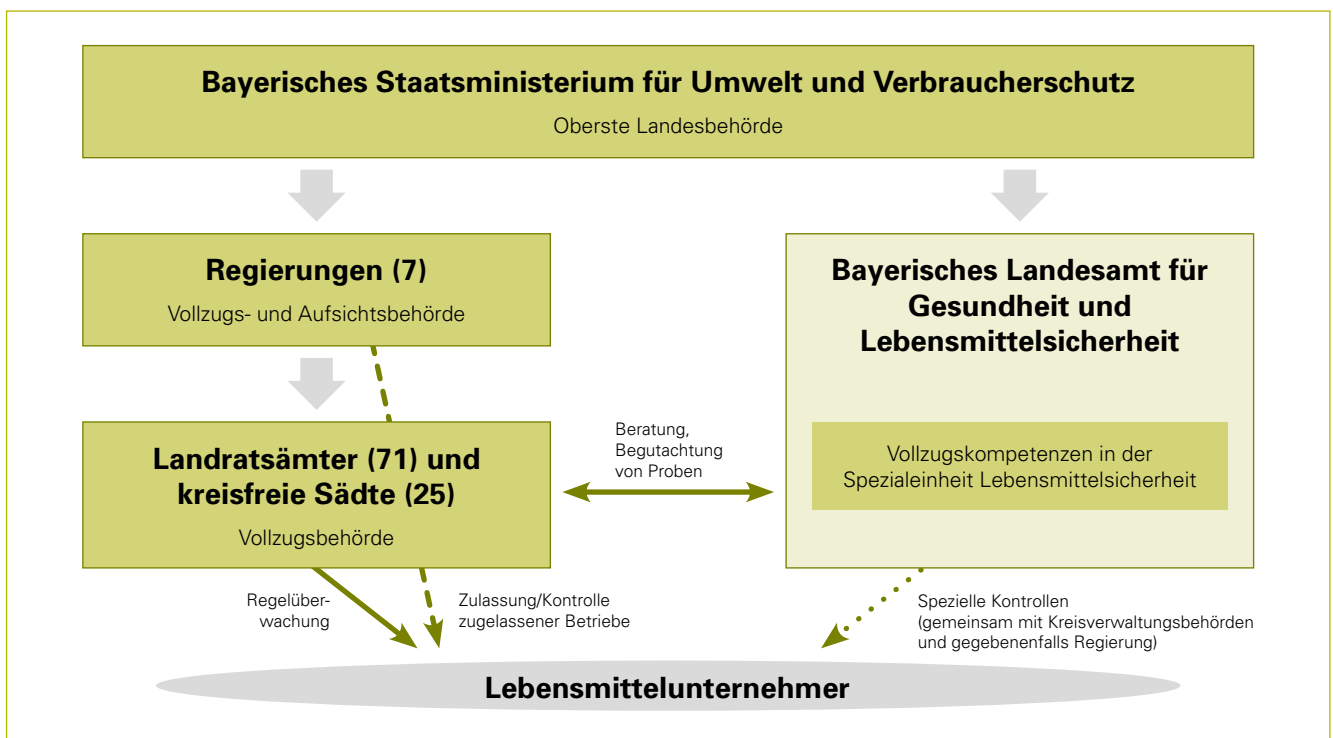 Bayerisches Staatsministerium für Umwelt und Verbraucherschutz
Oberste Landesbehörde
Regierungen (7)
Vollzugs- und Aufsichtsbehörde
Bayerisches Landesamt für
Gesundheit und
Lebensmittelsicherheit
Landratsämter (71) und
kreisfreie Städte (25)
Vollzugsbehörde
Beratung,
Begutachtung
von Proben
Vollzugskompetenzen in der
Spezialeinheit Lebensmittelsicherheit
Regelüber-
wachung
Zulassung/Kontrolle
zugelassener Betriebe
Spezielle Kontrollen
(gemeinsam mit Kreisverwaltungsbehörden
und gegebenenfalls Regierung)
Lebensmittelunternehmer